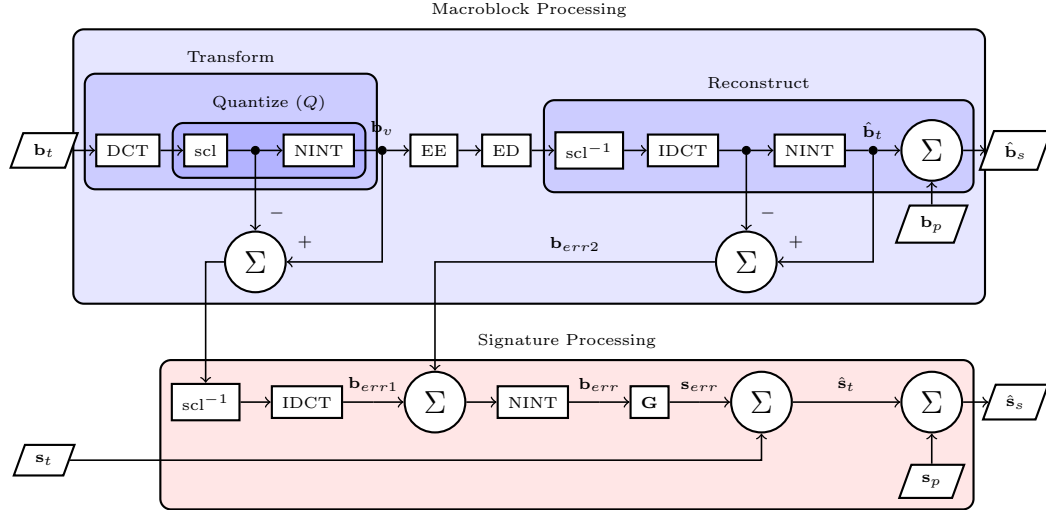 Macroblock Processing
Transform
Quantize (Q)
Reconstruct
b_t
DCT
scl
NINT
b_v
EE
ED
scl⁻¹
IDCT
NINT
b̂_t
Σ
b̂_s
b_p
−
+
Σ
b_{err2}
−
+
Σ
Signature Processing
scl⁻¹
IDCT
b_{err1}
Σ
NINT
b_{err}
G
s_{err}
Σ
ŝ_t
Σ
ŝ_s
s_t
s_p